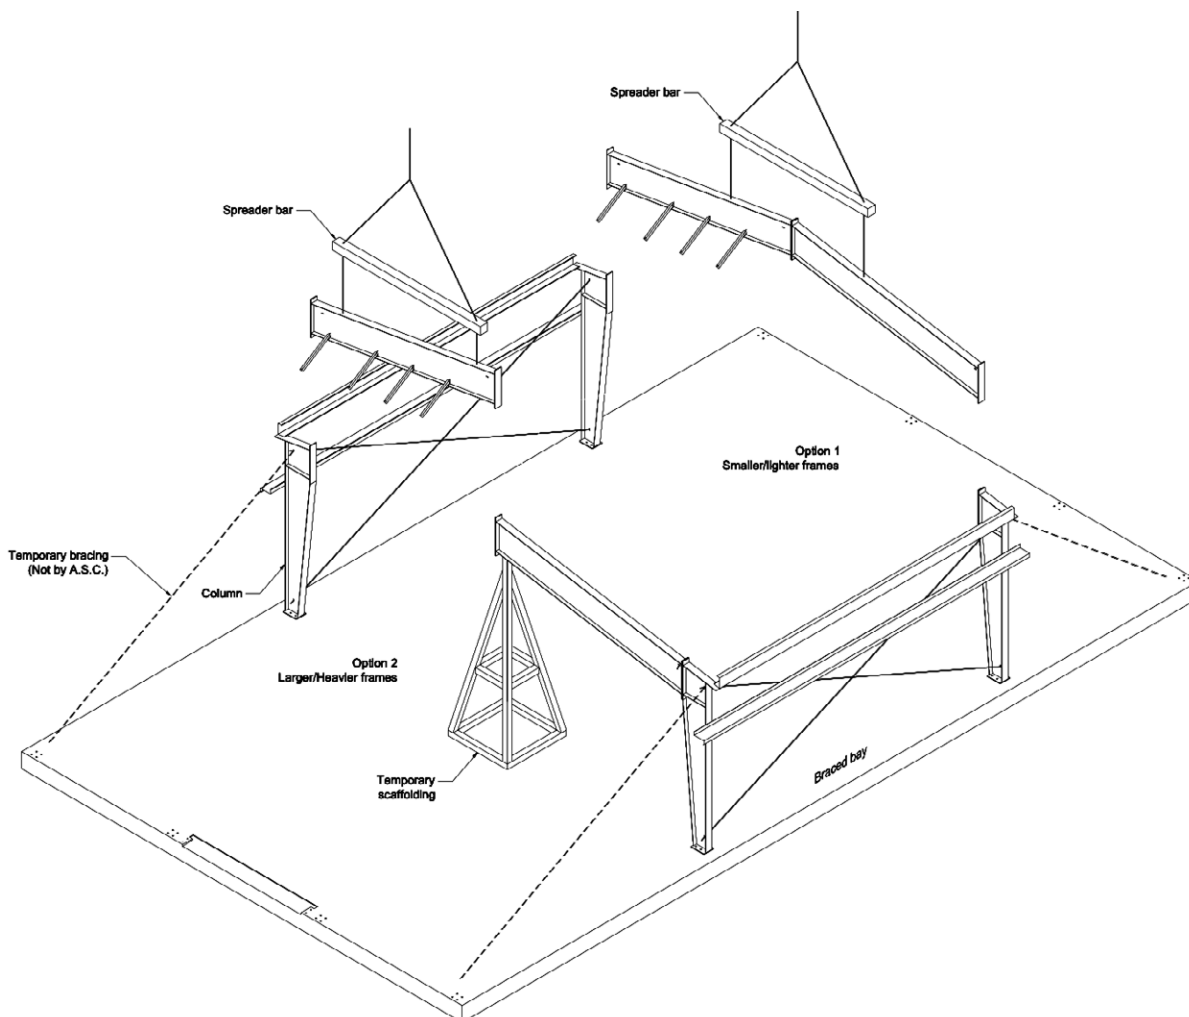 Spreader bar
Spreader bar
Option 1
Smaller/lighter frames
Temporary bracing
(Not by A.S.C.)
Column
Option 2
Larger/Heavier frames
Braced bay
Temporary
scaffolding